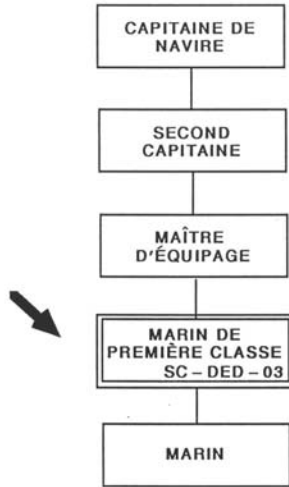 CAPITAINE DE
NAVIRE
SECOND
CAPITAINE
MAÎTRE
D'ÉQUIPAGE
MARIN DE
PREMIÈRE CLASSE
SC – DED – 03
MARIN